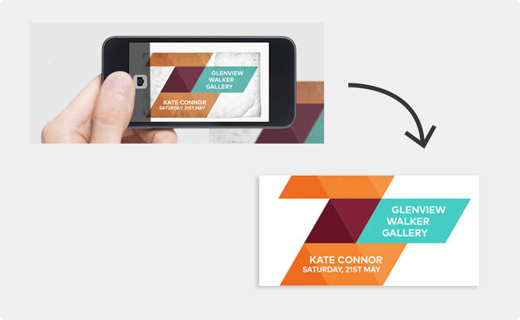 GLENVIEW
WALKER
GALLERY
KATE CONNOR
SATURDAY, 21ST MAY
GLENVIEW
WALKER
GALLERY
KATE CONNOR
SATURDAY, 21ST MAY